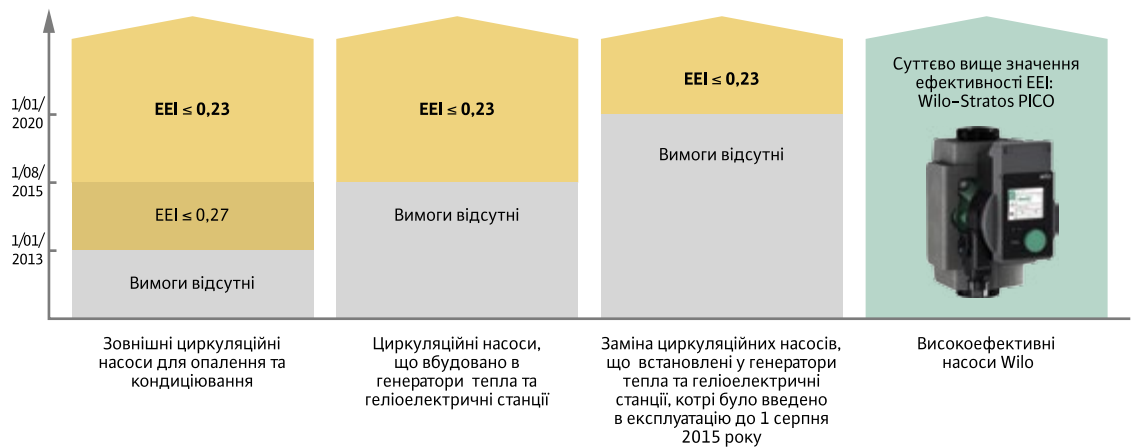 1/01/
2020
1/08/
2015
1/01/
2013
EEI ≤ 0,23
EEI ≤ 0,27
Вимоги відсутні
Зовнішні циркуляційні
насоси для опалення та
кондиціювання
EEI ≤ 0,23
Вимоги відсутні
Циркуляційні насоси,
що вбудовано в
генератори тепла та
геліоелектричні станції
EEI ≤ 0,23
Вимоги відсутні
Заміна циркуляційних насосів,
що встановлені у генератори
тепла та геліоелектричні
станції, котрі було введено
в експлуатацію до 1 серпня
2015 року
Суттєво вище значення
ефективності EEI:
Wilo–Stratos PICO
Високоефективні
насоси Wilo